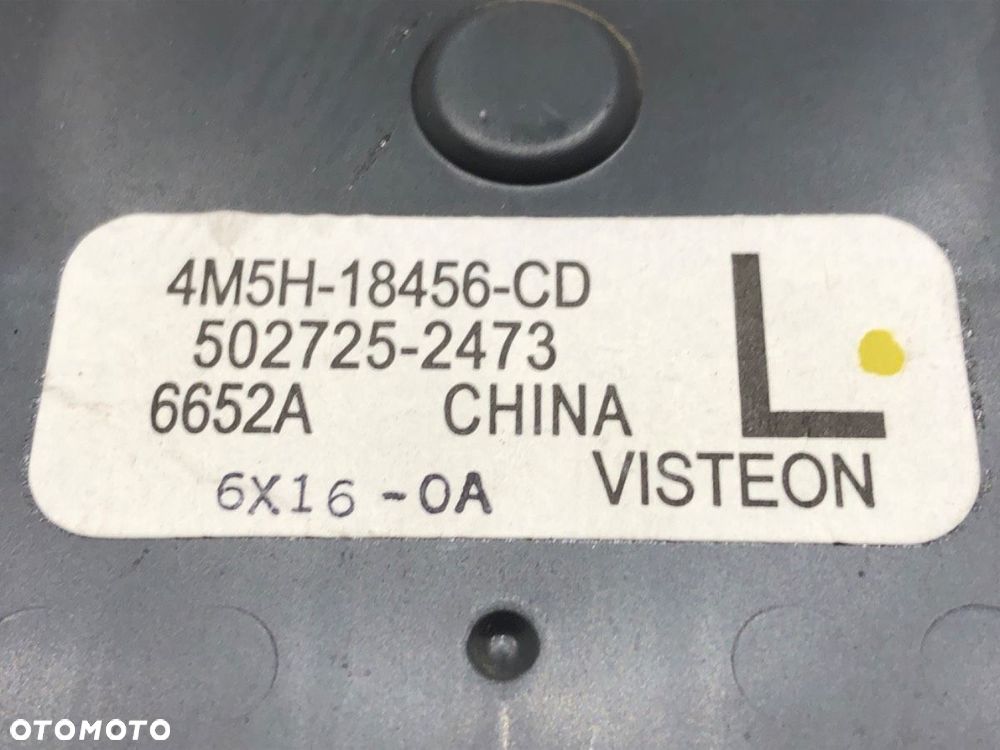 4M5H-18456-CD
502725-2473
6652A CHINA
L
VISTEON
6X16-0A
OTOMOTO